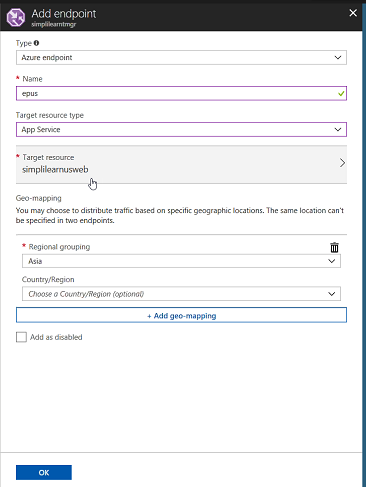 Add endpoint
simplilearntmgr
Type
Azure endpoint
* Name
epus
Target resource type
App Service
* Target resource
simplilearnusweb
Geo-mapping
You may choose to distribute traffic based on specific geographic locations. The same location can't
be specified in two endpoints.
* Regional grouping
Asia
Country/Region
Choose a Country/Region (optional)
+ Add geo-mapping
Add as disabled
OK